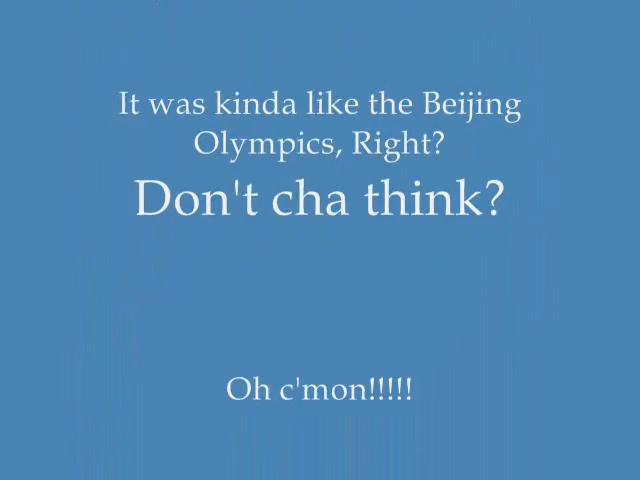 It was kinda like the Beijing
Olympics, Right?
Don't cha think?
Oh c'mon!!!!!